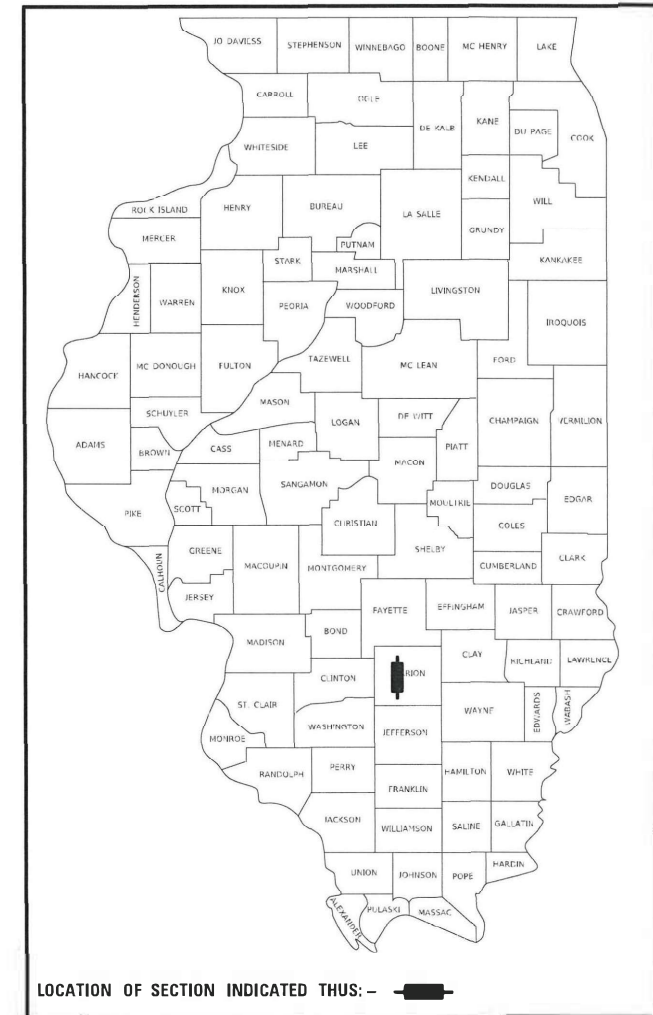 JO DAVIESS STEPHENSON WINNEBAGO BOONE MC HENRY LAKE
CARROLL OGLE DE KALB KANE DU PAGE COOK
WHITESIDE LEE
KENDALL
ROCK ISLAND HENRY BUREAU LA SALLE WILL
MERCER PUTNAM GRUNDY
STARK MARSHALL KANKAKEE
HENDERSON WARREN KNOX PEORIA WOODFORD LIVINGSTON
IROQUOIS
HANCOCK MC DONOUGH FULTON TAZEWELL MC LEAN FORD
MASON
SCHUYLER LOGAN DE WITT CHAMPAIGN VERMILION
ADAMS BROWN CASS MENARD PIATT
MACON
MORGAN SANGAMON DOUGLAS
PIKE SCOTT MOULTRIE EDGAR
CHRISTIAN COLES
GREENE SHELBY
CALHOUN MACOUPIN MONTGOMERY CUMBERLAND CLARK
JERSEY
FAYETTE EFFINGHAM JASPER CRAWFORD
MADISON BOND
CLAY RICHLAND LAWRENCE
CLINTON RION
ST. CLAIR WAYNE EDWARDS WABASH
WASHINGTON JEFFERSON
MONROE
RANDOLPH PERRY HAMILTON WHITE
FRANKLIN
JACKSON WILLIAMSON SALINE GALLATIN
HARDIN
UNION JOHNSON POPE
ALEXANDER PULASKI MASSAC
LOCATION OF SECTION INDICATED THUS: –